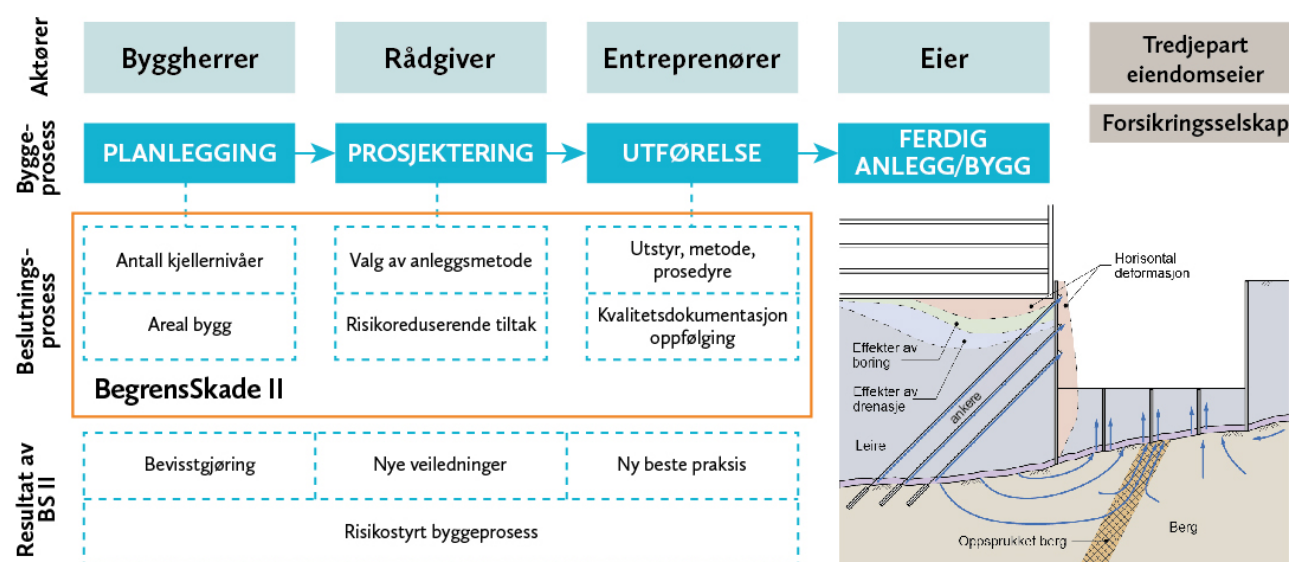 Aktører
Byggherrer
Rådgiver
Entreprenører
Eier
Tredjepart
eiendomseier
Forsikringsselskap
Bygge-
prosess
PLANLEGGING
PROSJEKTERING
UTFØRELSE
FERDIG
ANLEGG/BYGG
Beslutnings-
prosess
Antall kjellernivåer
Valg av anleggsmetode
Utstyr, metode,
prosedyre
Areal bygg
Risikoreduserende tiltak
Kvalitetsdokumentasjon
oppfølging
BegrensSkade II
Resultat av
BS II
Bevisstgjøring
Nye veiledninger
Ny beste praksis
Risikostyrt byggeprosess
Horisontal
deformasjon
Effekter av
boring
Effekter av
drenasje
ankere
Leire
Oppsprukket berg
Berg